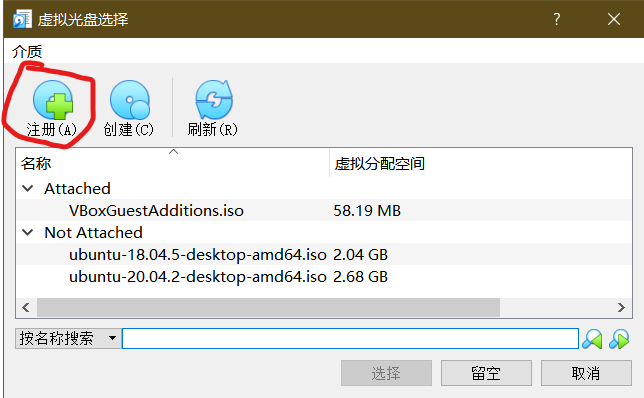 虚拟光盘选择
介质
注册(A) 创建(C) 刷新(R)
名称 虚拟分配空间
Attached
VBoxGuestAdditions.iso 58.19 MB
Not Attached
ubuntu-18.04.5-desktop-amd64.iso 2.04 GB
ubuntu-20.04.2-desktop-amd64.iso 2.68 GB
按名称搜索
选择 留空 取消